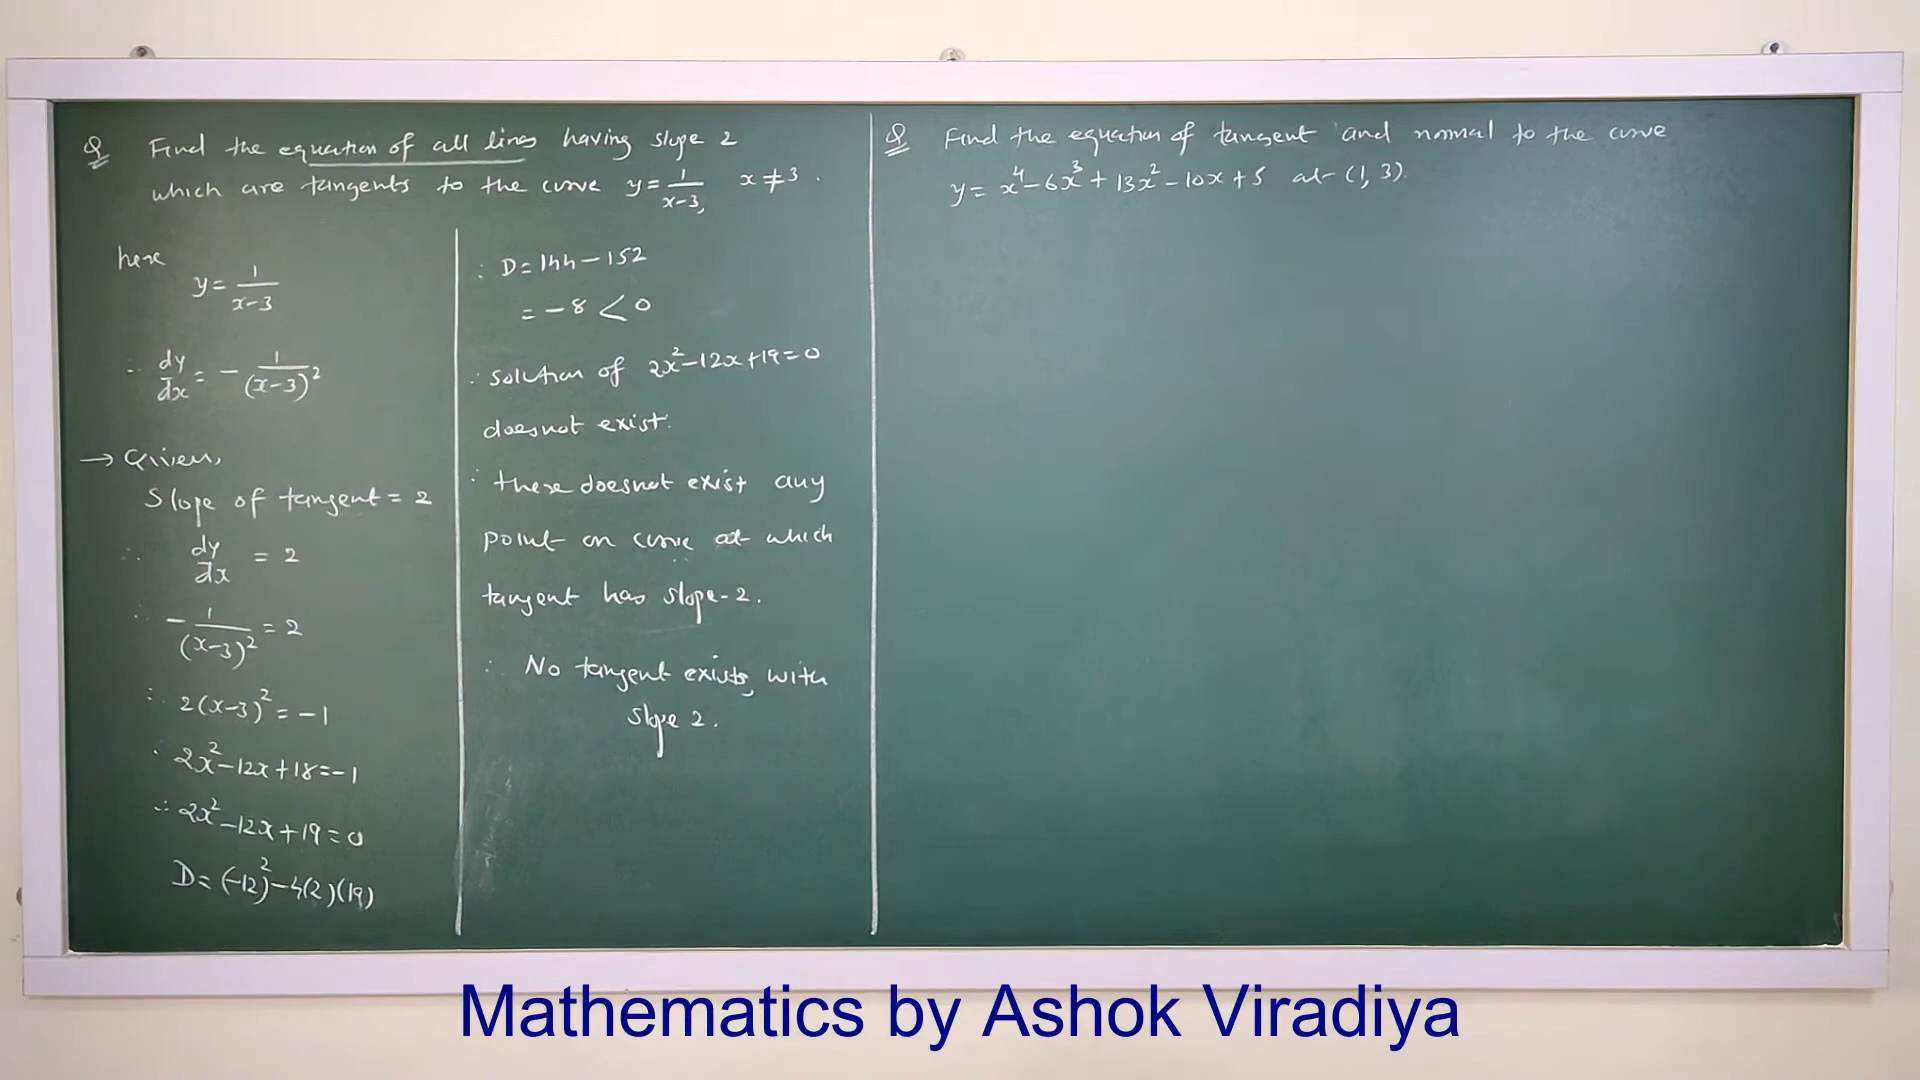 Q Find the equation of all lines having slope 2
which are tangents to the curve y = 1/(x-3), x ≠ 3.
here
y = 1/(x-3)
∴ dy/dx = - 1/(x-3)²
→ Given,
Slope of tangent = 2
∴ dy/dx = 2
∴ - 1/(x-3)² = 2
∴ 2(x-3)² = -1
∴ 2x²-12x+18=-1
∴ 2x²-12x+19=0
D = (-12)²-4(2)(19)
∴ D = 144-152
= -8 < 0
∴ solution of 2x²-12x+19=0
doesnot exist.
∴ there doesnot exist any
point on curve at which
tangent has slope-2.
∴ No tangent exists, with
slope 2.
Q Find the equation of tangent and normal to the curve
y = x⁴-6x³+13x²-10x+5 at (1, 3).
Mathematics by Ashok Viradiya